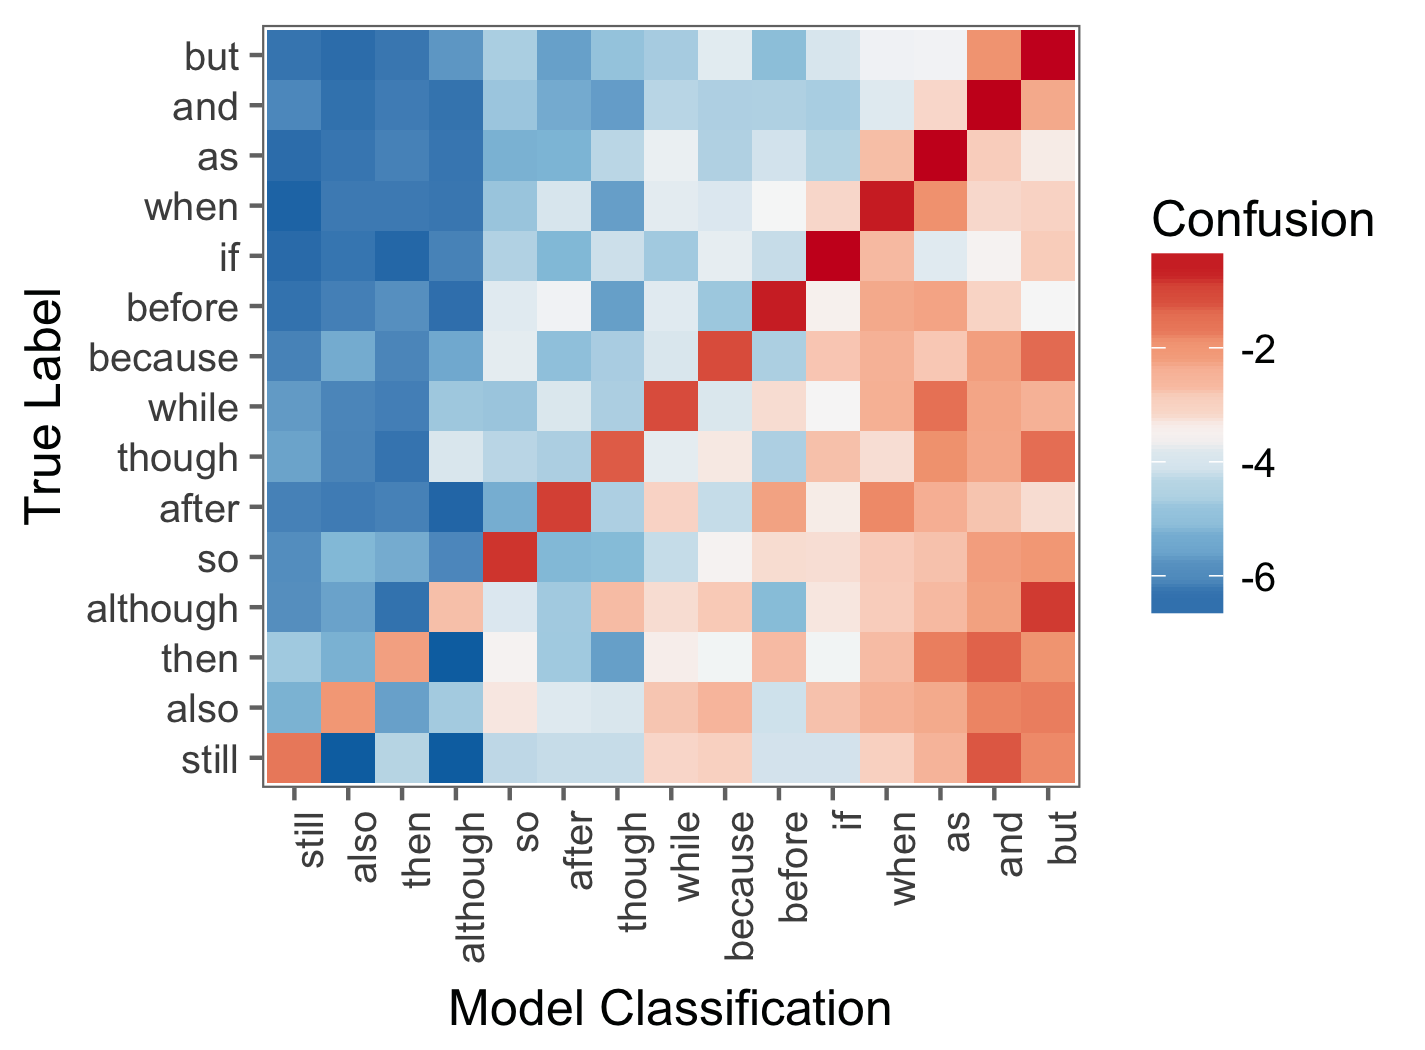 but
and
as
when
if
before
because
while
though
after
so
although
then
also
still
True Label
still
also
then
although
so
after
though
while
because
before
if
when
as
and
but
Model Classification
Confusion
-2
-4
-6